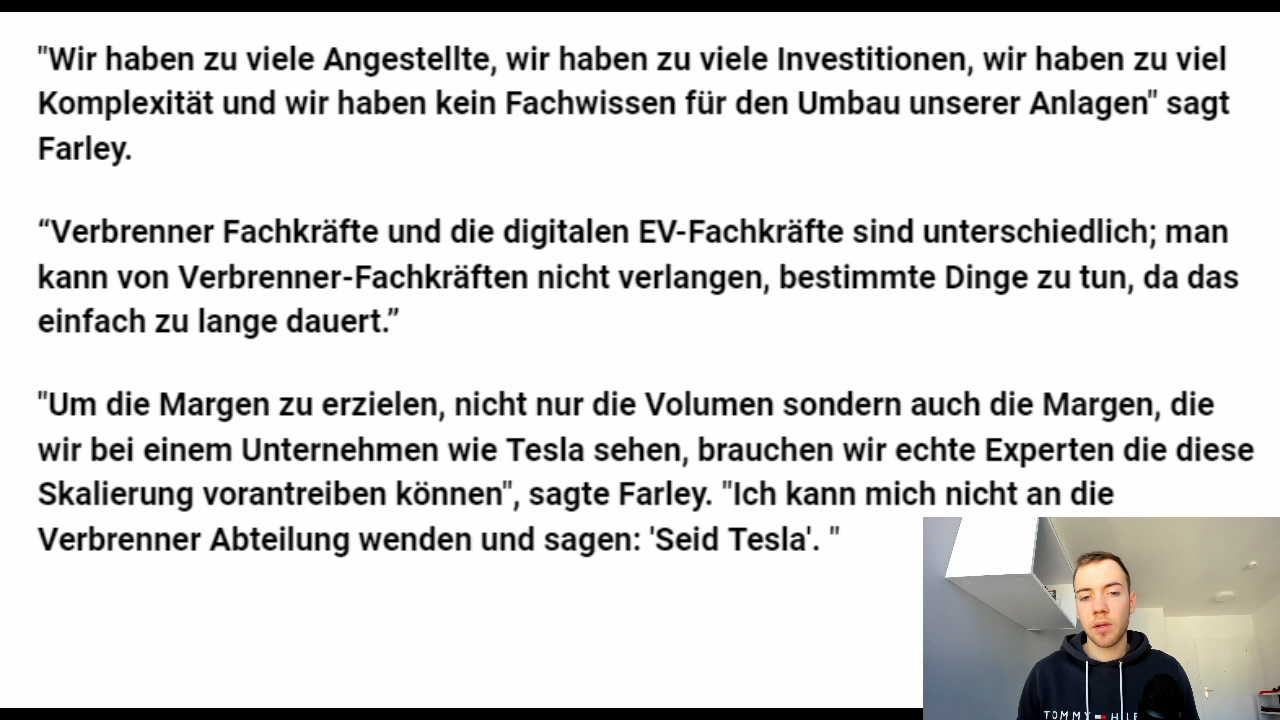 "Wir haben zu viele Angestellte, wir haben zu viele Investitionen, wir haben zu viel
Komplexität und wir haben kein Fachwissen für den Umbau unserer Anlagen" sagt
Farley.
“Verbrenner Fachkräfte und die digitalen EV-Fachkräfte sind unterschiedlich; man
kann von Verbrenner-Fachkräften nicht verlangen, bestimmte Dinge zu tun, da das
einfach zu lange dauert.”
"Um die Margen zu erzielen, nicht nur die Volumen sondern auch die Margen, die
wir bei einem Unternehmen wie Tesla sehen, brauchen wir echte Experten die diese
Skalierung vorantreiben können", sagte Farley. "Ich kann mich nicht an die
Verbrenner Abteilung wenden und sagen: 'Seid Tesla'. "
TOMMY